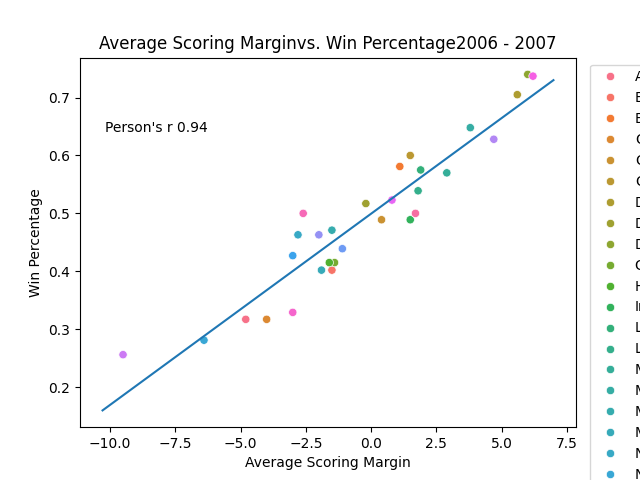 Average Scoring Marginvs. Win Percentage2006 - 2007
Person's r 0.94
Win Percentage
0.7
0.6
0.5
0.4
0.3
0.2
−10.0 −7.5 −5.0 −2.5 0.0 2.5 5.0 7.5
Average Scoring Margin